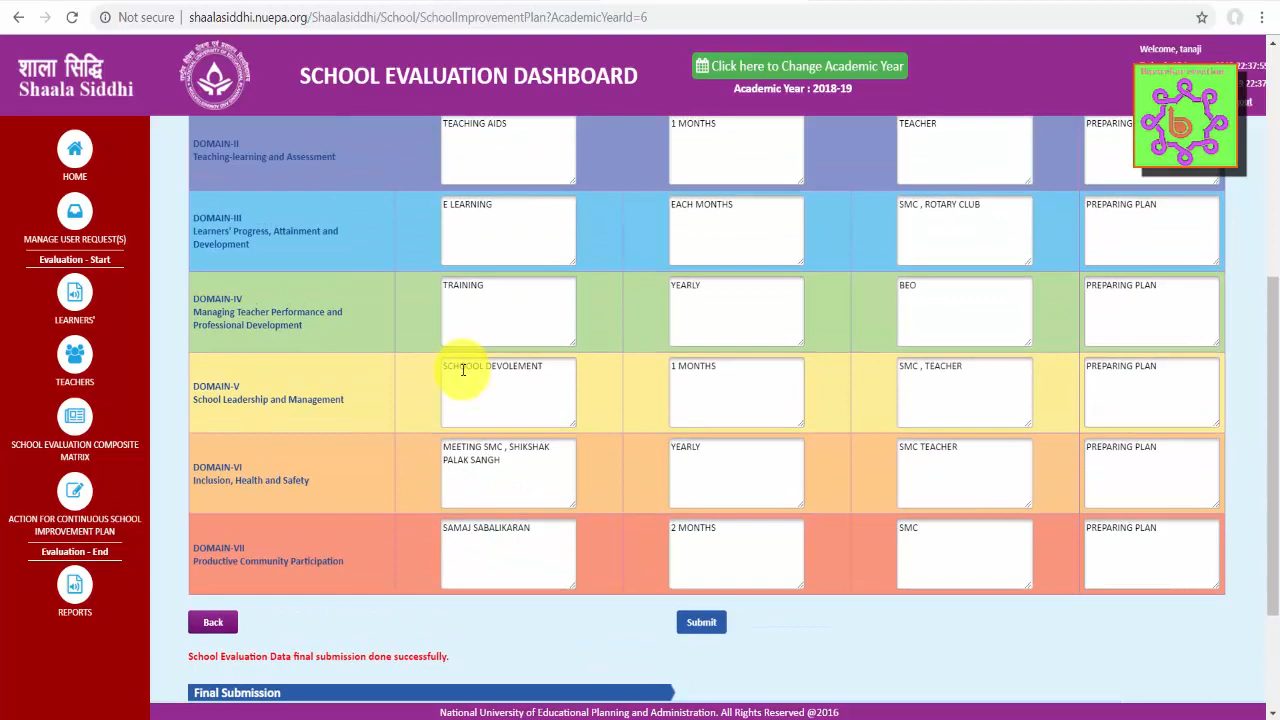 Not secure
shaalasiddhi.nuepa.org/Shaalasiddhi/School/SchoolImprovementPlan?AcademicYearId=6
शाला सिद्धि
Shaala Siddhi
SCHOOL EVALUATION DASHBOARD
Click here to Change Academic Year
Academic Year : 2018-19
Welcome, tanaji
22:37:55
HOME
MANAGE USER REQUEST(S)
Evaluation - Start
LEARNERS'
TEACHERS
SCHOOL EVALUATION COMPOSITE
MATRIX
ACTION FOR CONTINUOUS SCHOOL
IMPROVEMENT PLAN
Evaluation - End
REPORTS
DOMAIN-II
Teaching-learning and Assessment
TEACHING AIDS
1 MONTHS
TEACHER
PREPARING
DOMAIN-III
Learners' Progress, Attainment and
Development
E LEARNING
EACH MONTHS
SMC , ROTARY CLUB
PREPARING PLAN
DOMAIN-IV
Managing Teacher Performance and
Professional Development
TRAINING
YEARLY
BEO
PREPARING PLAN
DOMAIN-V
School Leadership and Management
SCHOOOL DEVOLEMENT
1 MONTHS
SMC , TEACHER
PREPARING PLAN
DOMAIN-VI
Inclusion, Health and Safety
MEETING SMC , SHIKSHAK
PALAK SANGH
YEARLY
SMC TEACHER
PREPARING PLAN
DOMAIN-VII
Productive Community Participation
SAMAJ SABALIKARAN
2 MONTHS
SMC
PREPARING PLAN
Back
Submit
School Evaluation Data final submission done successfully.
Final Submission
National University of Educational Planning and Administration. All Rights Reserved @2016